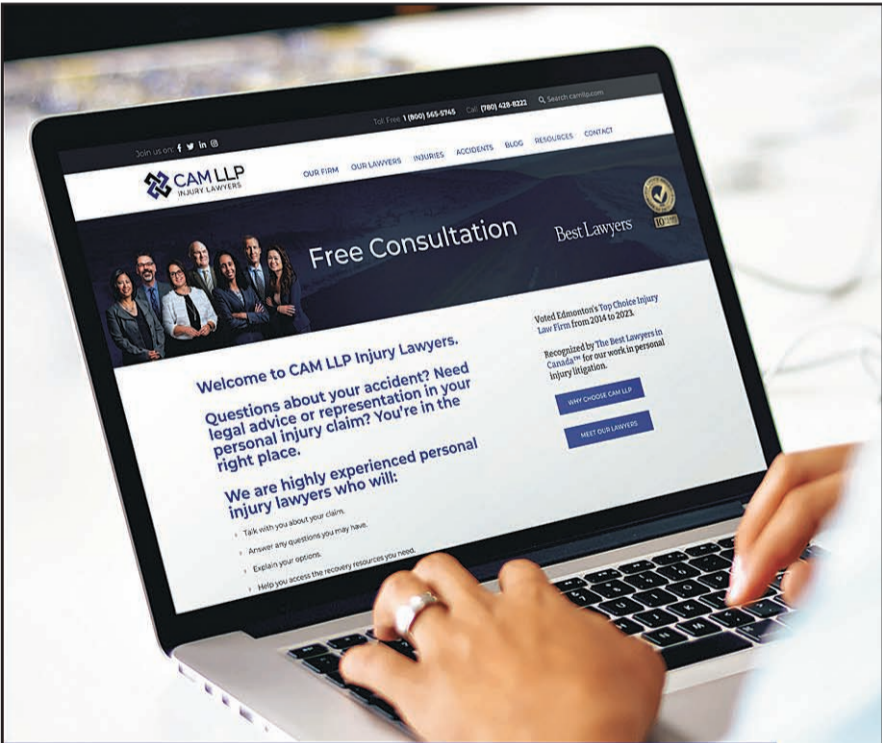 Join us on:
Toll Free 1 (800) 565-5745 Call (780) 428-8222 Search camllp.com
CAM LLP
INJURY LAWYERS
OUR FIRM OUR LAWYERS INJURIES ACCIDENTS BLOG RESOURCES CONTACT
Free Consultation
Best Lawyers
10
Welcome to CAM LLP Injury Lawyers.
Questions about your accident? Need
legal advice or representation in your
personal injury claim? You're in the
right place.
We are highly experienced personal
injury lawyers who will:
› Talk with you about your claim.
› Answer any questions you may have.
› Explain your options.
› Help you access the recovery resources you need.
Voted Edmonton's Top Choice Injury
Law Firm from 2014 to 2023.
Recognized by The Best Lawyers in
Canada™ for our work in personal
injury litigation.
WHY CHOOSE CAM LLP
MEET OUR LAWYERS